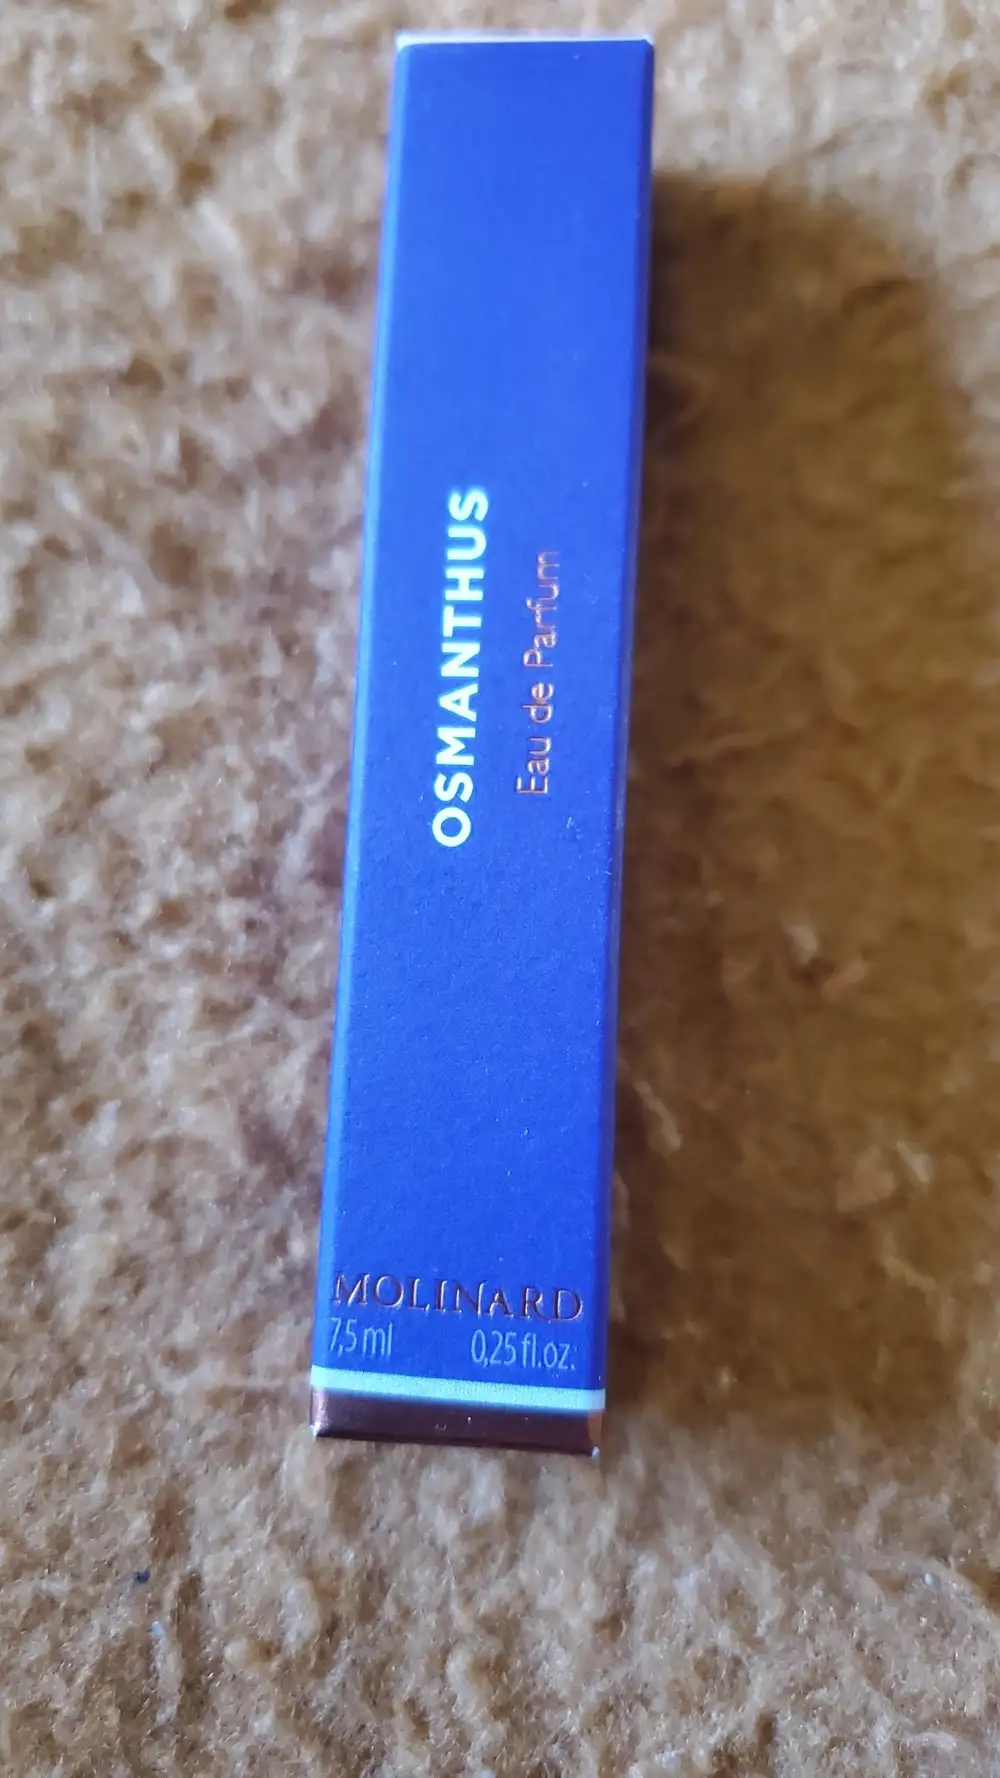 OSMANTHUS
Eau de Parfum
MOLINARD
7,5 ml 0,25 fl.oz.